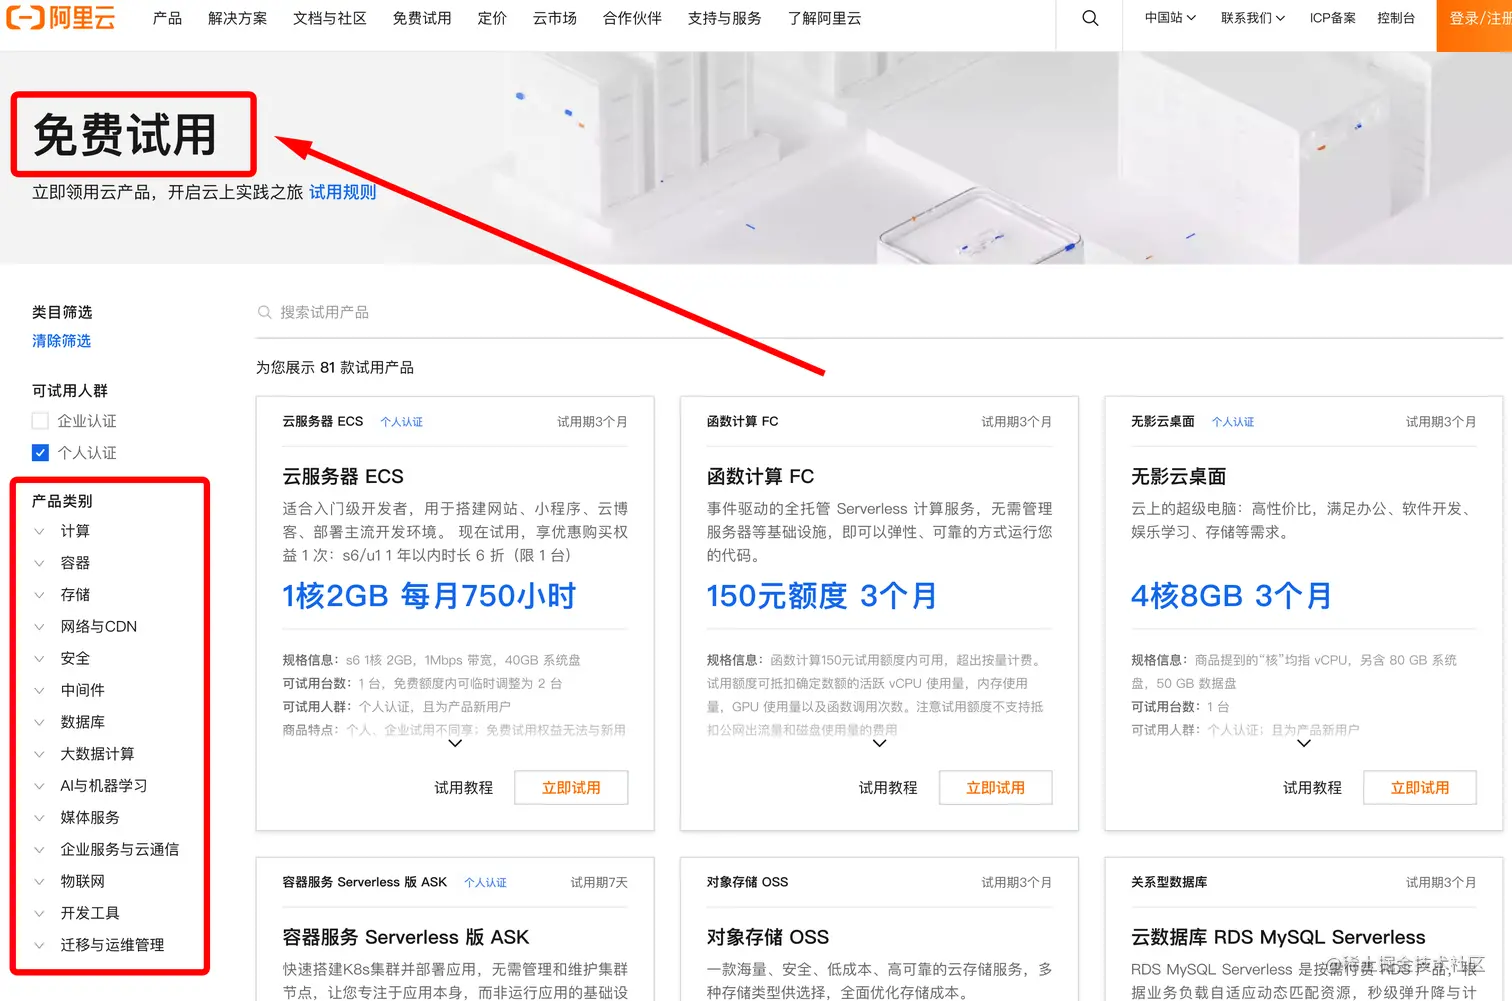 阿里云
产品 解决方案 文档与社区 免费试用 定价 云市场 合作伙伴 支持与服务 了解阿里云
中国站 联系我们 ICP备案 控制台 登录/注册
免费试用
立即领用云产品，开启云上实践之旅 试用规则
类目筛选
清除筛选
可试用人群
企业认证
个人认证
产品类别
计算
容器
存储
网络与CDN
安全
中间件
数据库
大数据计算
AI与机器学习
媒体服务
企业服务与云通信
物联网
开发工具
迁移与运维管理
搜索试用产品
为您展示 81 款试用产品
云服务器 ECS 个人认证 试用期3个月
云服务器 ECS
适合入门级开发者，用于搭建网站、小程序、云博
客、部署主流开发环境。 现在试用，享优惠购买权
益 1 次：s6/u1 1 年以内时长 6 折（限 1 台）
1核2GB 每月750小时
规格信息：s6 1核 2GB，1Mbps 带宽，40GB 系统盘
可试用台数：1 台，免费额度内可临时调整为 2 台
可试用人群：个人认证，且为产品新用户
商品特点：个人、企业试用不同享；免费试用权益无法与新用
试用教程 立即试用
函数计算 FC 试用期3个月
函数计算 FC
事件驱动的全托管 Serverless 计算服务，无需管理
服务器等基础设施，即可以弹性、可靠的方式运行您
的代码。
150元额度 3个月
规格信息：函数计算150元试用额度内可用，超出按量计费。
试用额度可抵扣确定数额的活跃 vCPU 使用量，内存使用
量，GPU 使用量以及函数调用次数。注意试用额度不支持抵
扣公网出流量和磁盘使用量的费用
试用教程 立即试用
无影云桌面 个人认证 试用期3个月
无影云桌面
云上的超级电脑：高性价比，满足办公、软件开发、
娱乐学习、存储等需求。
4核8GB 3个月
规格信息：商品提到的“核”均指 vCPU，另含 80 GB 系统
盘，50 GB 数据盘
可试用台数：1 台
可试用人群：个人认证；且为产品新用户
试用教程 立即试用
容器服务 Serverless 版 ASK 个人认证 试用期7天
容器服务 Serverless 版 ASK
快速搭建K8s集群并部署应用，无需管理和维护集群
节点，让您专注于应用本身，而非运行应用的基础设
对象存储 OSS 试用期3个月
对象存储 OSS
一款海量、安全、低成本、高可靠的云存储服务，多
种存储类型供选择，全面优化存储成本。
关系型数据库 试用期3个月
云数据库 RDS MySQL Serverless
RDS MySQL Serverless 是按需付费 RDS 产品，根
据业务负载自适应动态匹配资源，秒级弹升降与计
@稀土掘金技术社区